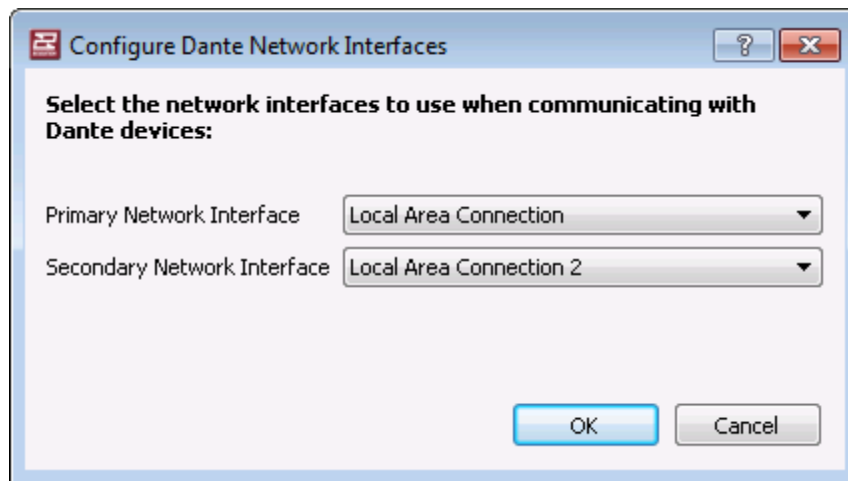 Configure Dante Network Interfaces
Select the network interfaces to use when communicating with
Dante devices:
Primary Network Interface Local Area Connection
Secondary Network Interface Local Area Connection 2
OK Cancel